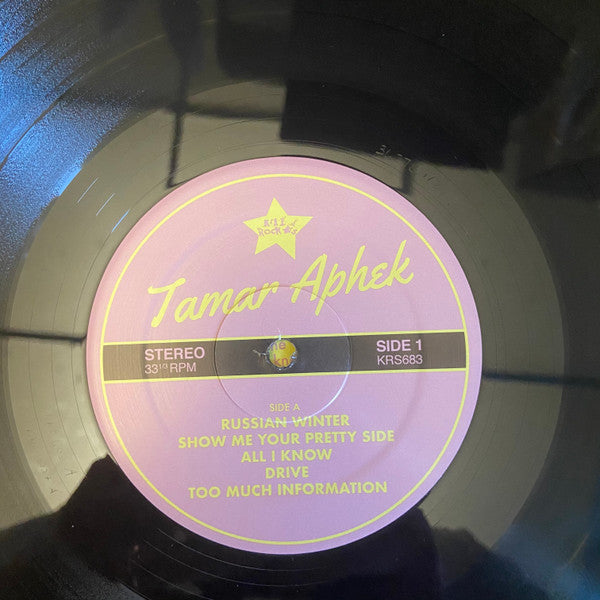 KILL
ROCK
Tamar Aphek
STEREO
33 1/3 RPM
SIDE 1
KRS683
SIDE A
RUSSIAN WINTER
SHOW ME YOUR PRETTY SIDE
ALL I KNOW
DRIVE
TOO MUCH INFORMATION